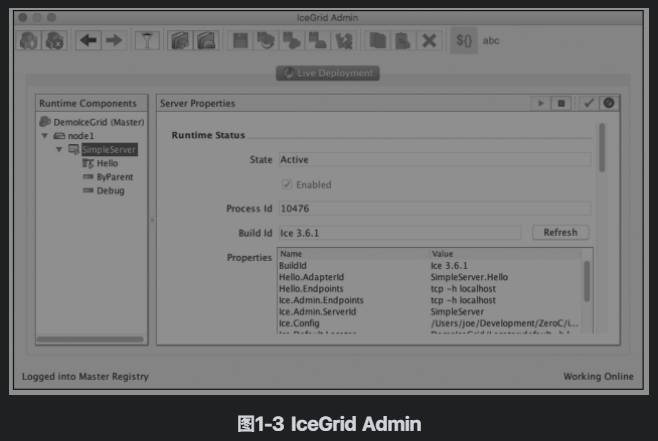 IceGrid Admin
${} abc
Live Deployment
Runtime Components
DemoIceGrid (Master)
node1
SimpleServer
Hello
ByParent
Debug
Server Properties
Runtime Status
State Active
Enabled
Process Id 10476
Build Id Ice 3.6.1 Refresh
Properties Name Value
BuildId Ice 3.6.1
Hello.AdapterId SimpleServer.Hello
Hello.Endpoints tcp -h localhost
Ice.Admin.Endpoints tcp -h localhost
Ice.Admin.ServerId SimpleServer
Ice.Config /Users/joe/Development/ZeroC/i...
Logged into Master Registry Working Online
图1-3 IceGrid Admin